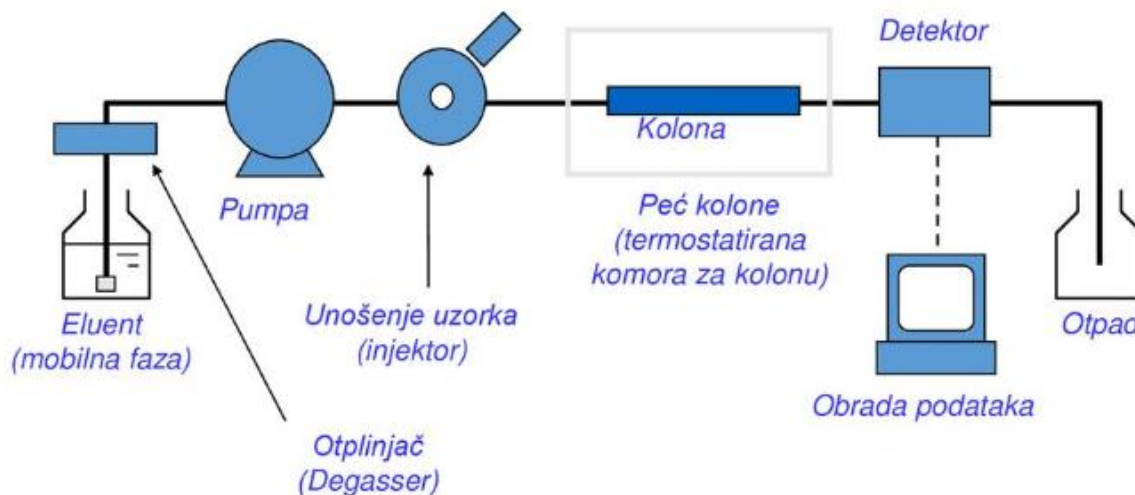 Detektor
Kolona
Pumpa
Peć kolone
(termostatirana
komora za kolonu)
Unošenje uzorka
(injektor)
Eluent
(mobilna faza)
Otpad
Obrada podataka
Otplinjač
(Degasser)